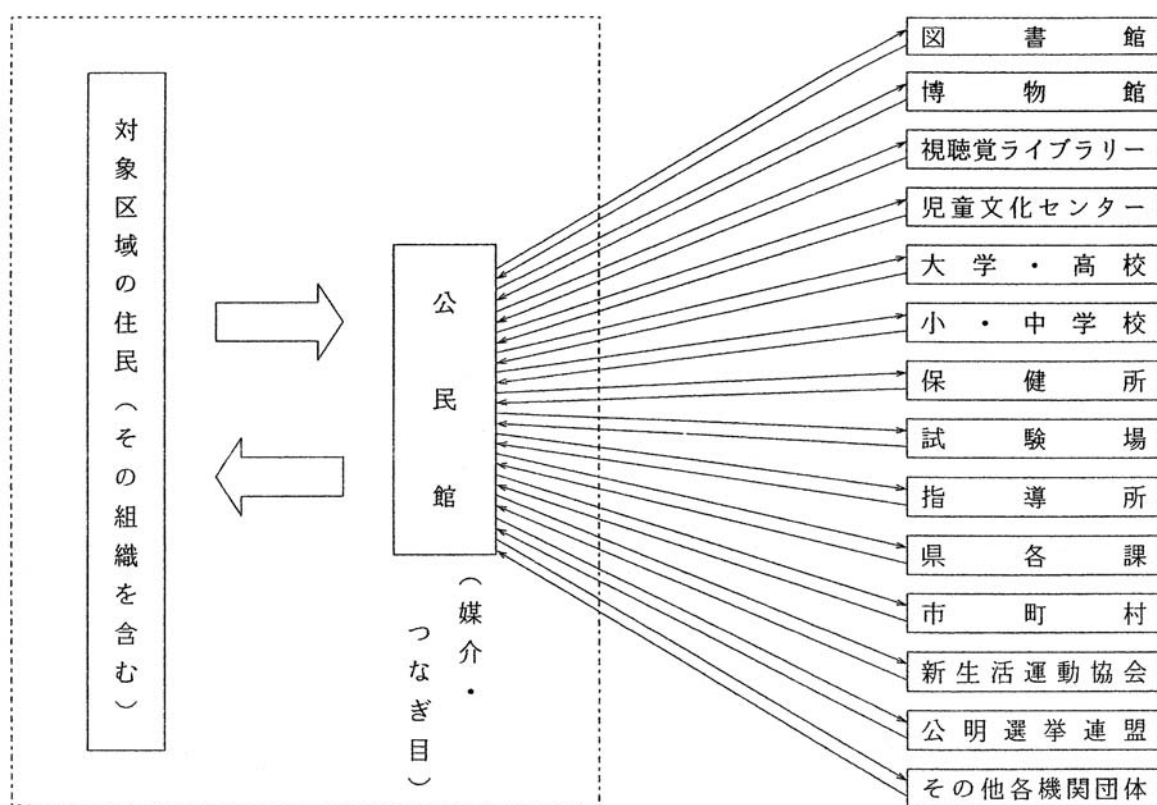 対象区域の住民（その組織を含む）
公民館
（媒介・
つなぎ目）
図書館
博物館
視聴覚ライブラリー
児童文化センター
大学・高校
小・中学校
保健所
試験場
指導所
県各課
市町村
新生活運動協会
公明選挙連盟
その他各機関団体